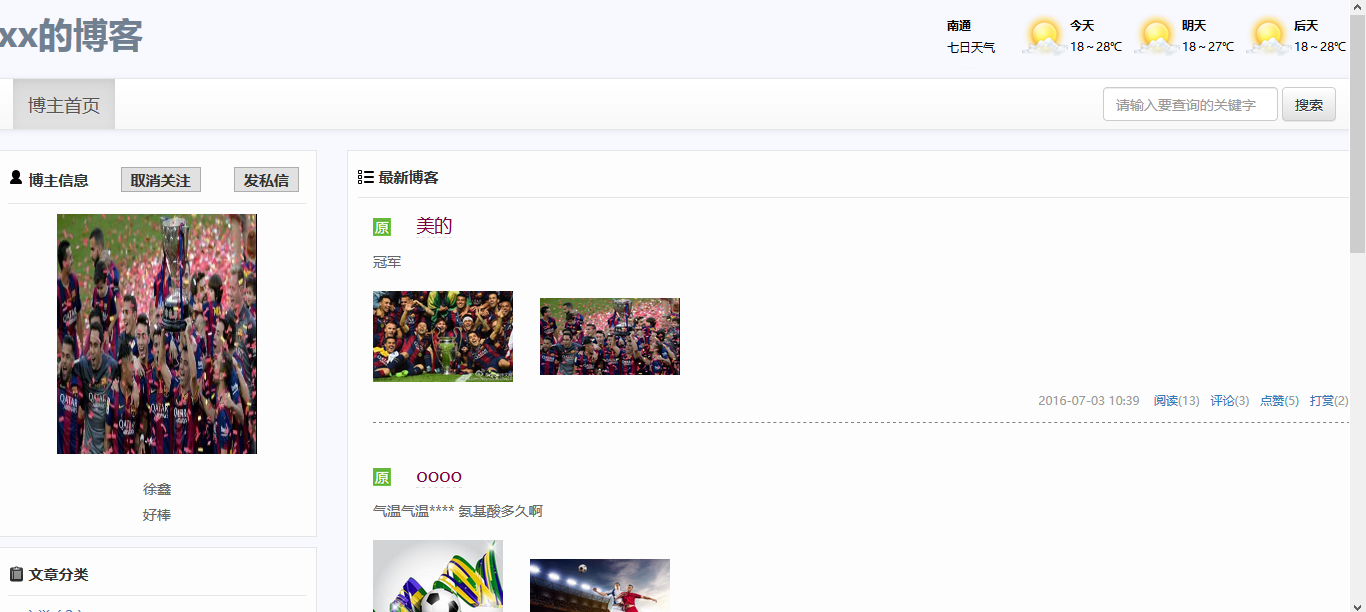 xx的博客
南通
七日天气
今天
18~28℃
明天
18~27℃
后天
18~28℃
博主首页
请输入要查询的关键字
搜索
博主信息
取消关注
发私信
QATAR
QATAR
QATAR
徐鑫
好棒
文章分类
最新博客
原 美的
冠军
2016-07-03 10:39 阅读(13) 评论(3) 点赞(5) 打赏(2)
原 oooo
气温气温**** 氨基酸多久啊